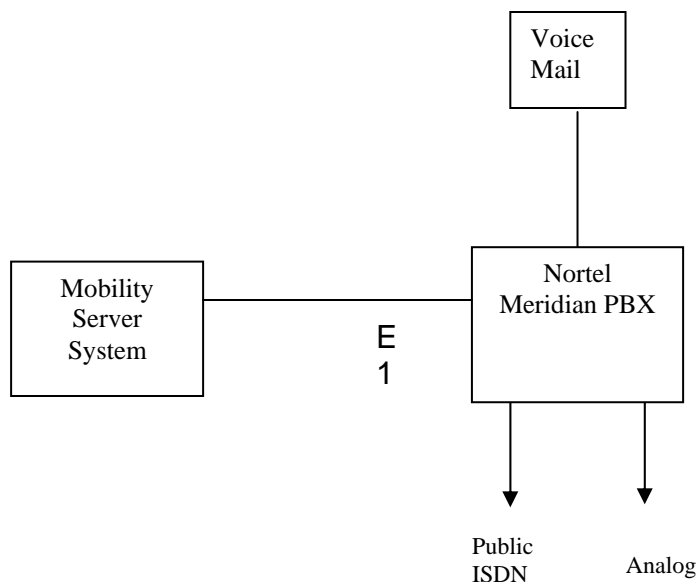 Voice
Mail
Nortel
Meridian PBX
Mobility
Server
System
E
1
Public
ISDN
Analog